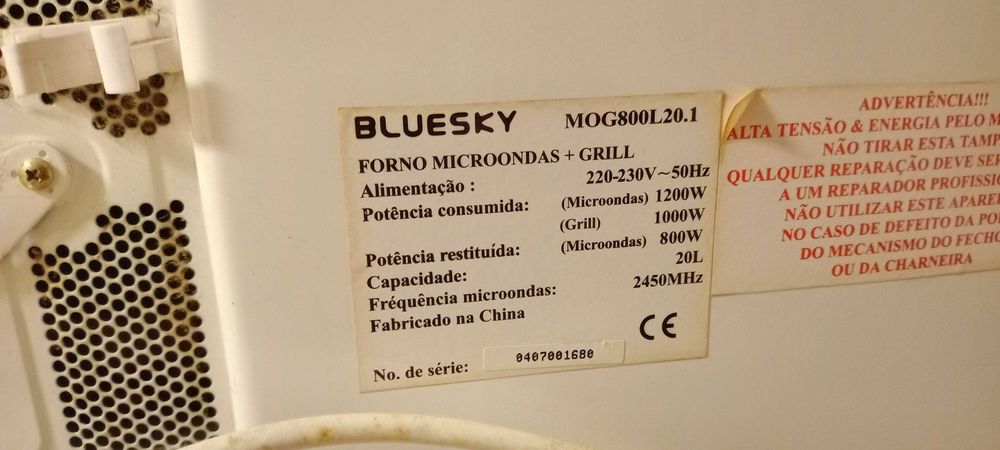 BLUESKY MOG800L20.1
FORNO MICROONDAS + GRILL
Alimentação : 220-230V~50Hz
Potência consumida: (Microondas) 1200W
(Grill) 1000W
Potência restituída: (Microondas) 800W
Capacidade: 20L
Fréquência microondas: 2450MHz
Fabricado na China
CE
No. de série: 0407001680
ADVERTÊNCIA!!!
ALTA TENSÃO & ENERGIA PELO
NÃO TIRAR ESTA
QUALQUER REPARAÇÃO DEVE
A UM REPARADOR
NÃO UTILIZAR ESTE
NO CASO DE DEFEITO DA
DO MECANISMO DO FECHO
OU DA CHARNEIRA